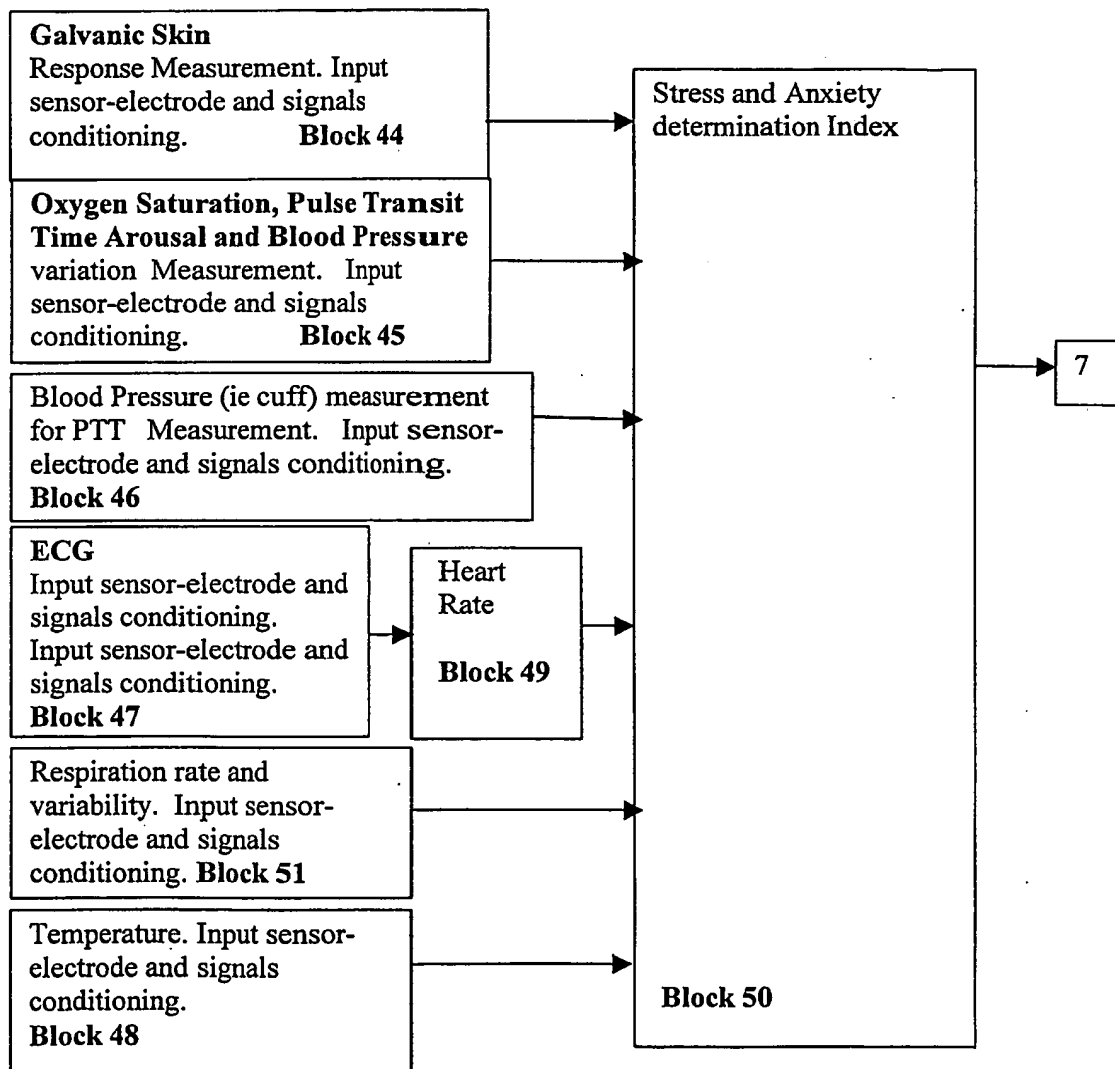 Galvanic Skin
Response Measurement. Input
sensor-electrode and signals
conditioning. Block 44
Oxygen Saturation, Pulse Transit
Time Arousal and Blood Pressure
variation Measurement. Input
sensor-electrode and signals
conditioning. Block 45
Blood Pressure (ie cuff) measurement
for PTT Measurement. Input sensor-
electrode and signals conditioning.
Block 46
ECG
Input sensor-electrode and
signals conditioning.
Input sensor-electrode and
signals conditioning.
Block 47
Heart
Rate
Block 49
Respiration rate and
variability. Input sensor-
electrode and signals
conditioning. Block 51
Temperature. Input sensor-
electrode and signals
conditioning.
Block 48
Stress and Anxiety
determination Index
Block 50
7